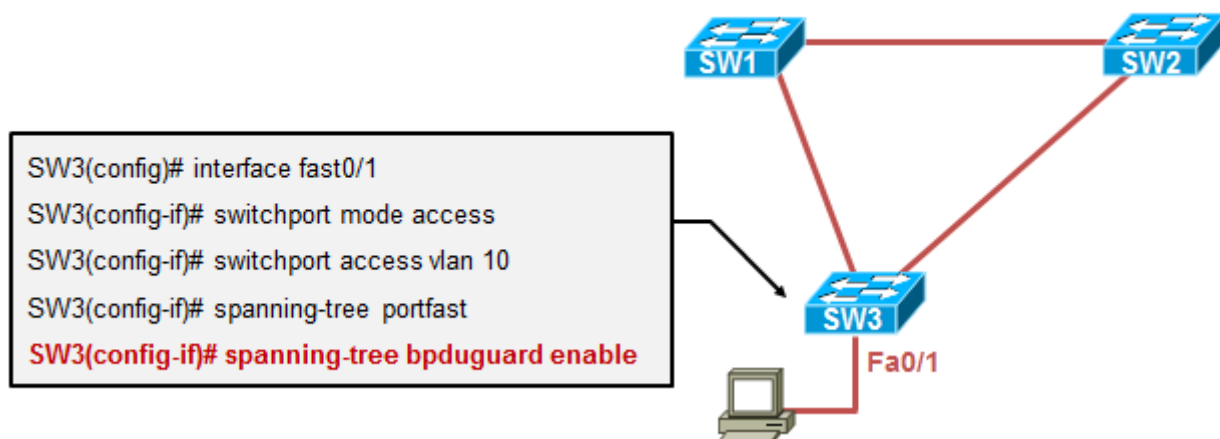 SW1
SW2
SW3(config)# interface fast0/1
SW3(config-if)# switchport mode access
SW3(config-if)# switchport access vlan 10
SW3(config-if)# spanning-tree portfast
SW3(config-if)# spanning-tree bpduguard enable
SW3
Fa0/1